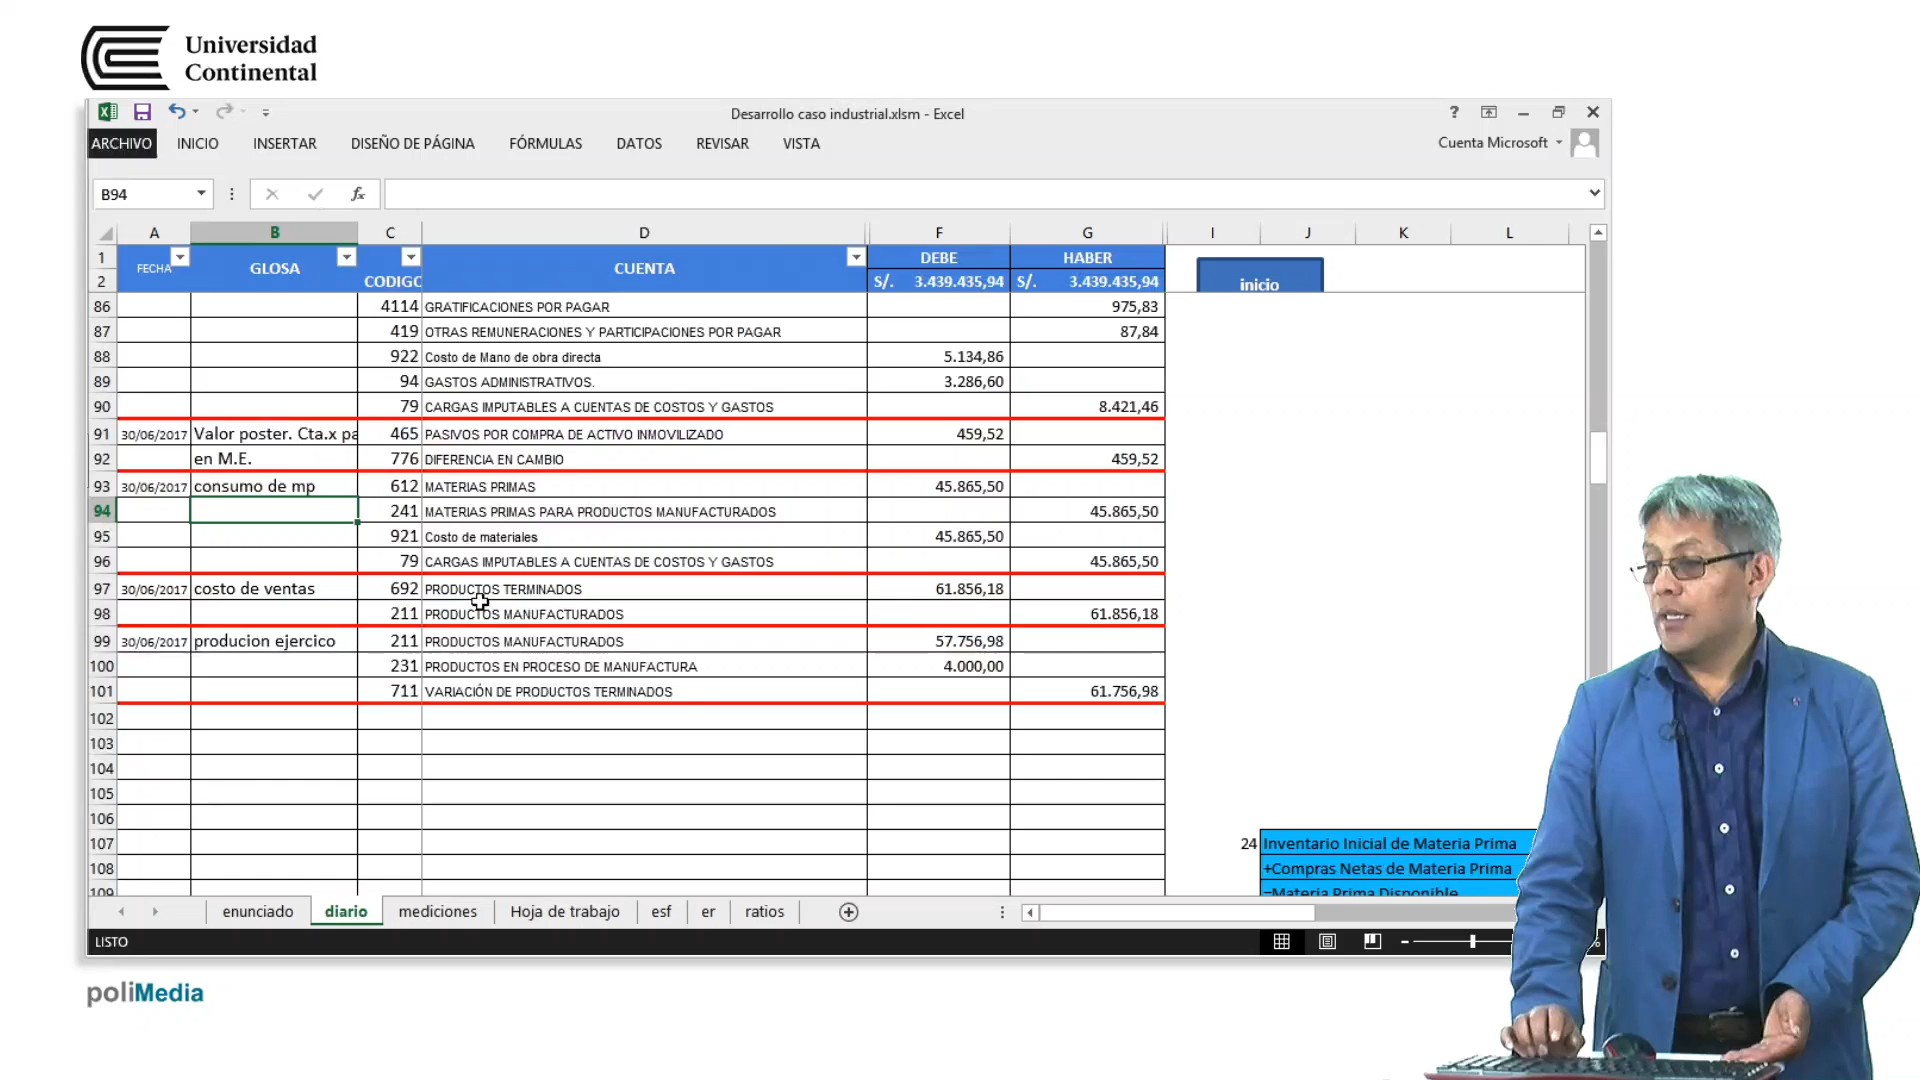 Universidad
Continental
Desarrollo caso industrial.xlsm - Excel
?
ARCHIVO INICIO INSERTAR DISEÑO DE PÁGINA FÓRMULAS DATOS REVISAR VISTA Cuenta Microsoft
B94 fx
A B C D F G I J K L
1 FECHA GLOSA CODIGC CUENTA DEBE HABER
2 S/. 3.439.435,94 S/. 3.439.435,94 inicio
86 4114 GRATIFICACIONES POR PAGAR 975,83
87 419 OTRAS REMUNERACIONES Y PARTICIPACIONES POR PAGAR 87,84
88 922 Costo de Mano de obra directa 5.134,86
89 94 GASTOS ADMINISTRATIVOS. 3.286,60
90 79 CARGAS IMPUTABLES A CUENTAS DE COSTOS Y GASTOS 8.421,46
91 30/06/2017 Valor poster. Cta.x pa 465 PASIVOS POR COMPRA DE ACTIVO INMOVILIZADO 459,52
92 en M.E. 776 DIFERENCIA EN CAMBIO 459,52
93 30/06/2017 consumo de mp 612 MATERIAS PRIMAS 45.865,50
94 241 MATERIAS PRIMAS PARA PRODUCTOS MANUFACTURADOS 45.865,50
95 921 Costo de materiales 45.865,50
96 79 CARGAS IMPUTABLES A CUENTAS DE COSTOS Y GASTOS 45.865,50
97 30/06/2017 costo de ventas 692 PRODUCTOS TERMINADOS 61.856,18
98 211 PRODUCTOS MANUFACTURADOS 61.856,18
99 30/06/2017 producion ejercico 211 PRODUCTOS MANUFACTURADOS 57.756,98
100 231 PRODUCTOS EN PROCESO DE MANUFACTURA 4.000,00
101 711 VARIACIÓN DE PRODUCTOS TERMINADOS 61.756,98
102
103
104
105
106
107 24 Inventario Inicial de Materia Prima
108 +Compras Netas de Materia Prima
109 =Materia Prima Disponible
enunciado diario mediciones Hoja de trabajo esf er ratios
LISTO %
poliMedia